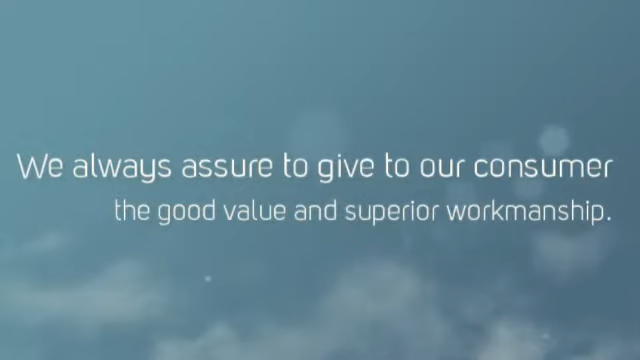 We always assure to give to our consumer
the good value and superior workmanship.